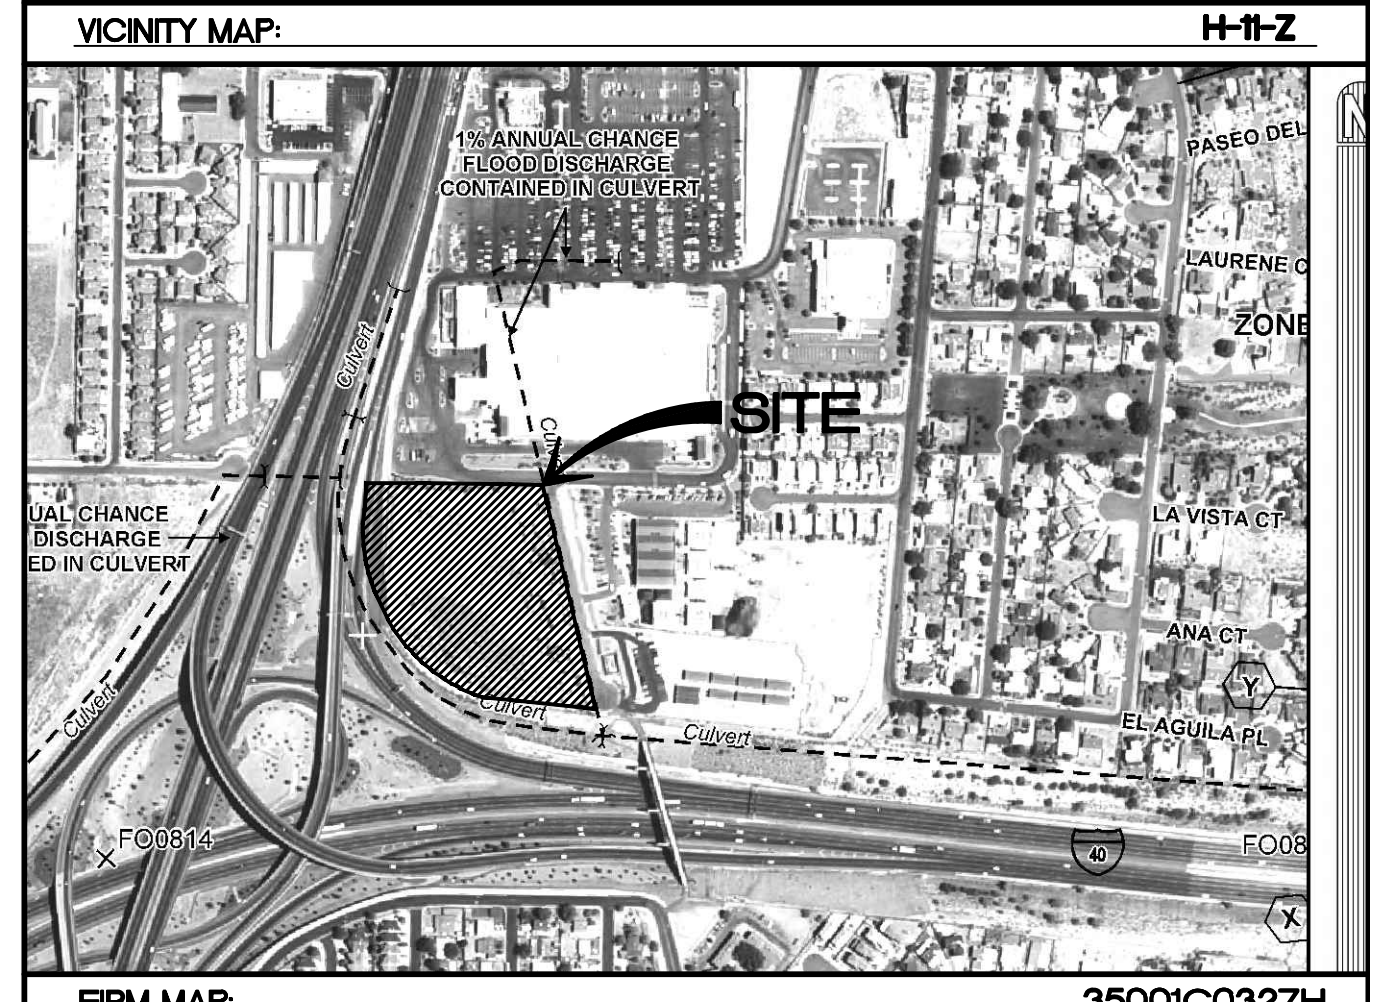 VICINITY MAP:
H-11-Z
1% ANNUAL CHANCE
FLOOD DISCHARGE
CONTAINED IN CULVERT
PASEO DEL
LAURENE C
ZONE
Culvert
SITE
UAL CHANCE
DISCHARGE
ED IN CULVERT
LA VISTA CT
ANA CT
Y
Culvert
Culvert
Culvert
EL AGUILA PL
FO0814
40
FO08
X
FIRM MAP:
35001C0327H